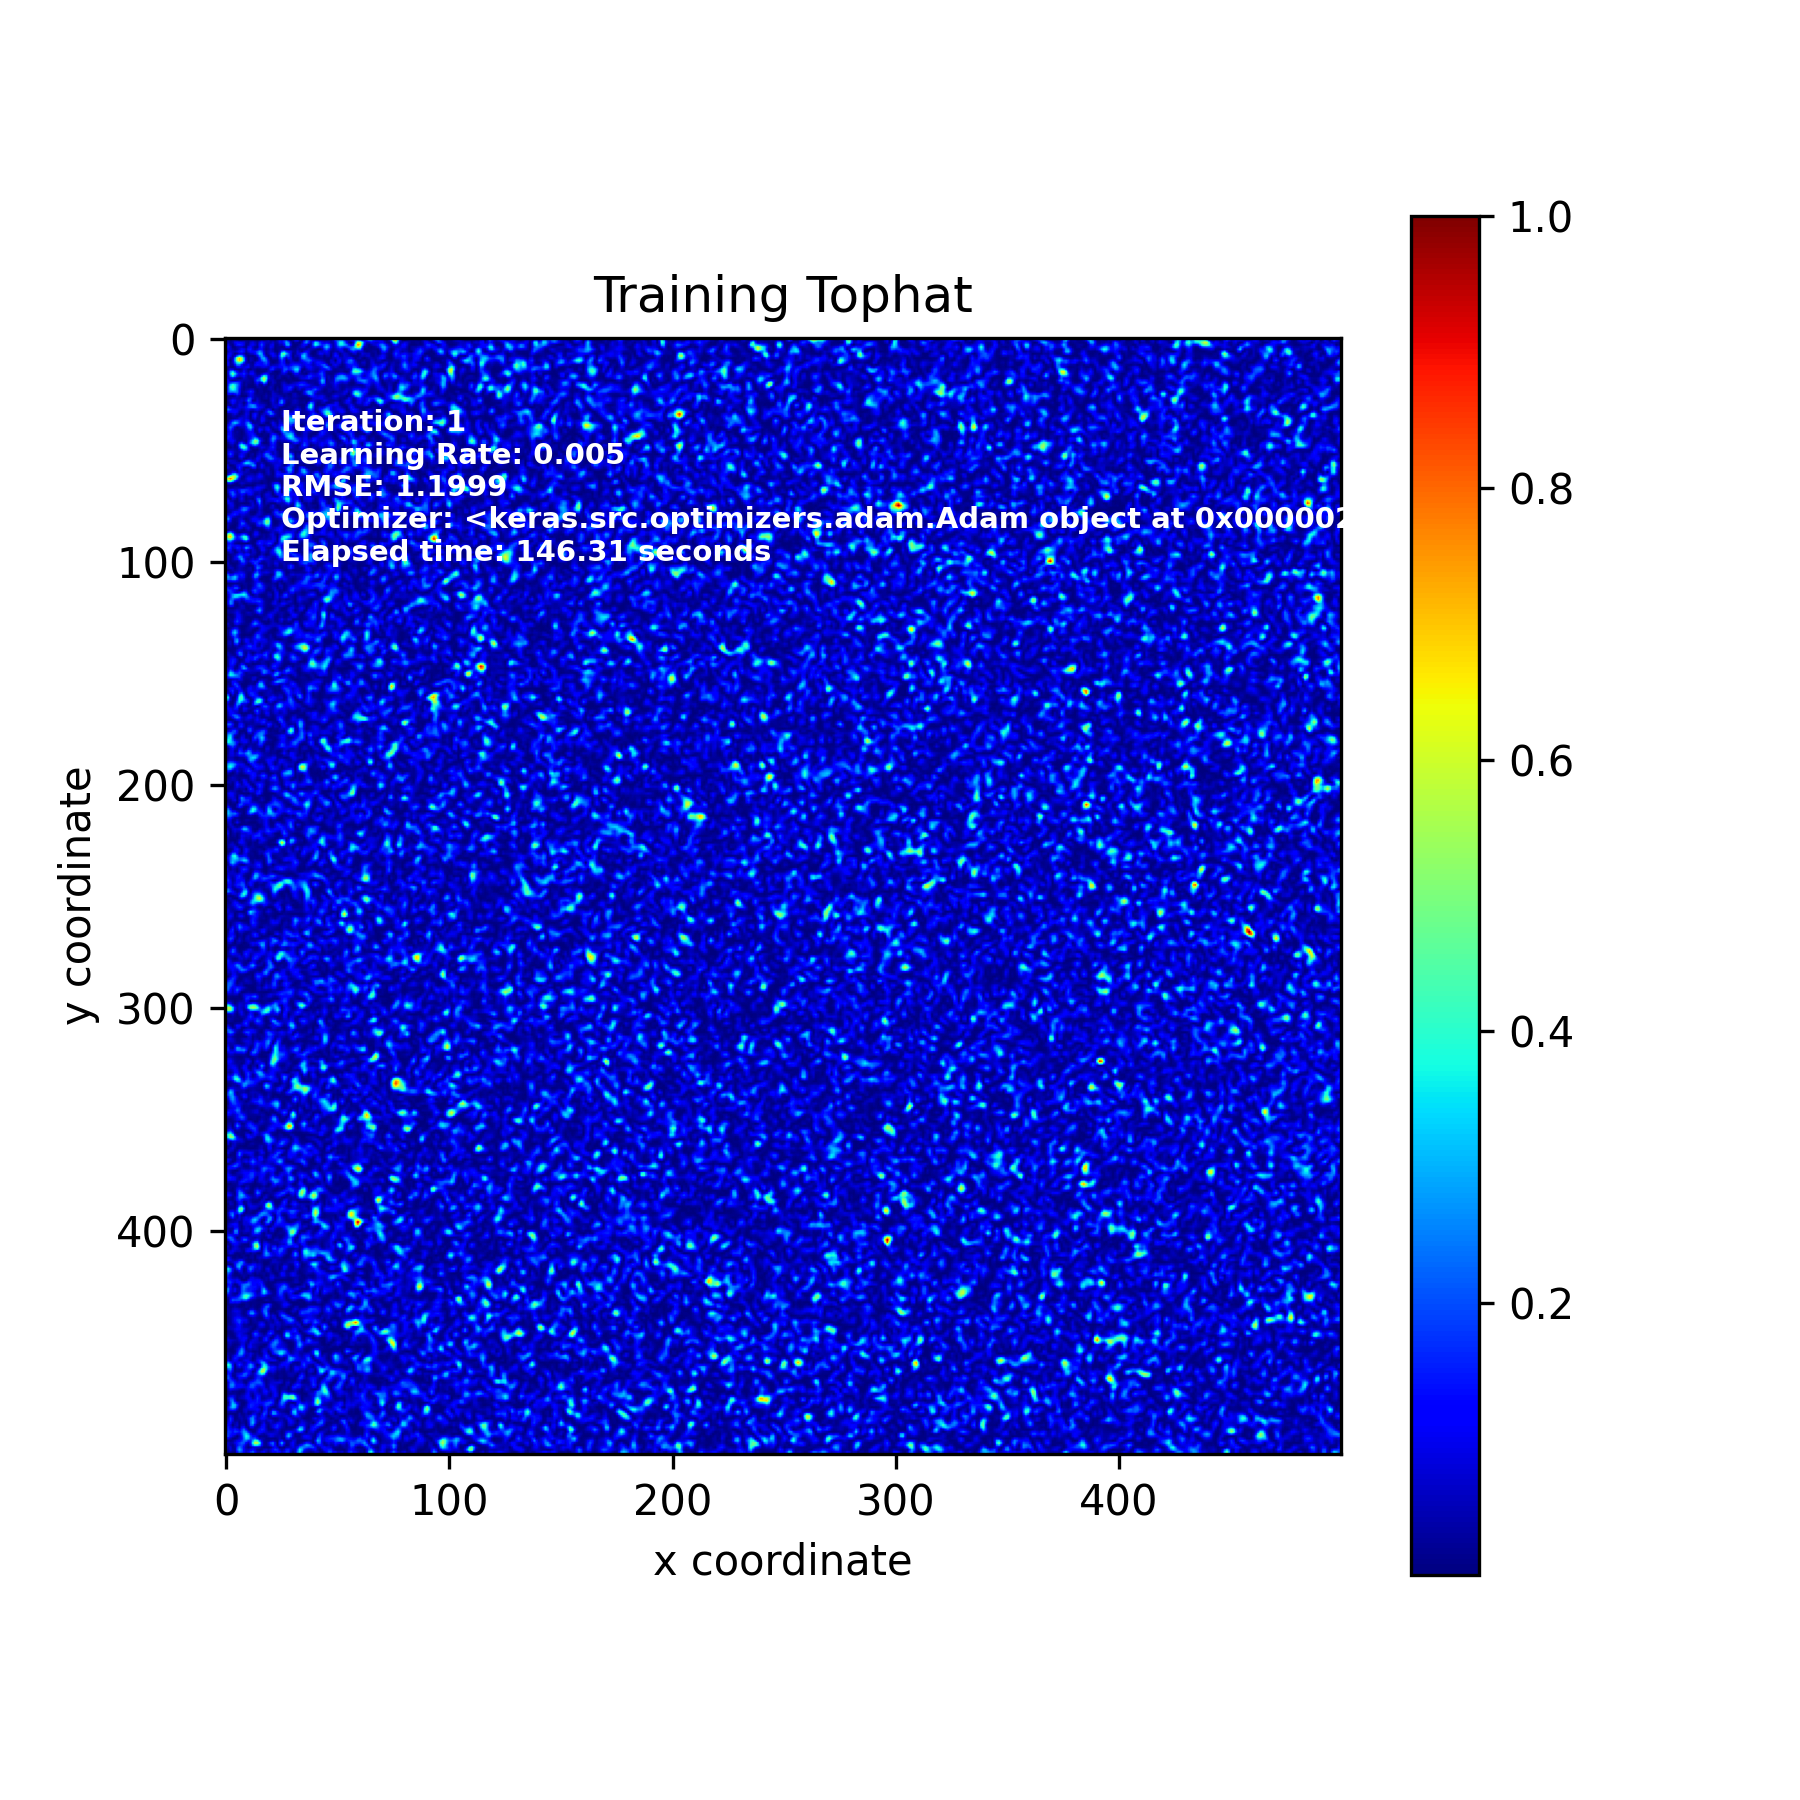 Training Tophat
Iteration: 1
Learning Rate: 0.005
RMSE: 1.1999
Optimizer: <keras.src.optimizers.adam.Adam object at 0x000002
Elapsed time: 146.31 seconds
0
100
200
300
400
y coordinate
0
100
200
300
400
x coordinate
1.0
0.8
0.6
0.4
0.2